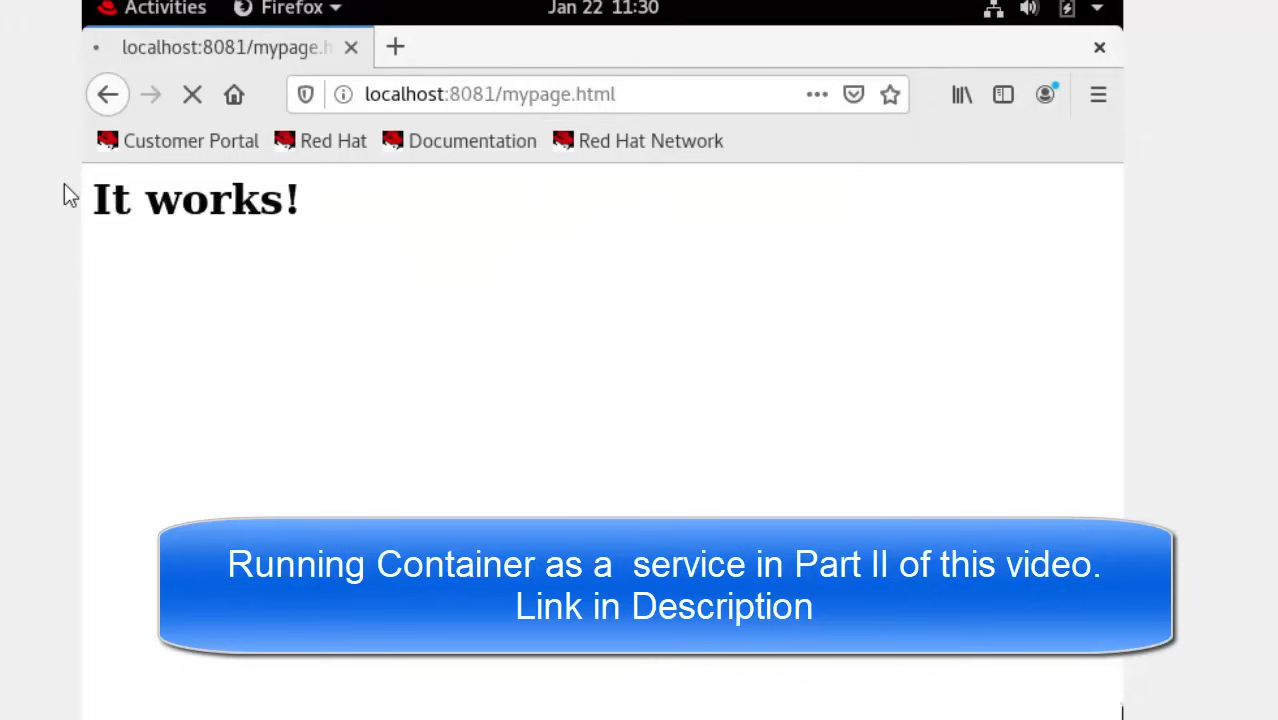 Activities Firefox Jan 22 11:30
localhost:8081/mypage.h
localhost:8081/mypage.html
Customer Portal Red Hat Documentation Red Hat Network
It works!
Running Container as a service in Part II of this video.
Link in Description